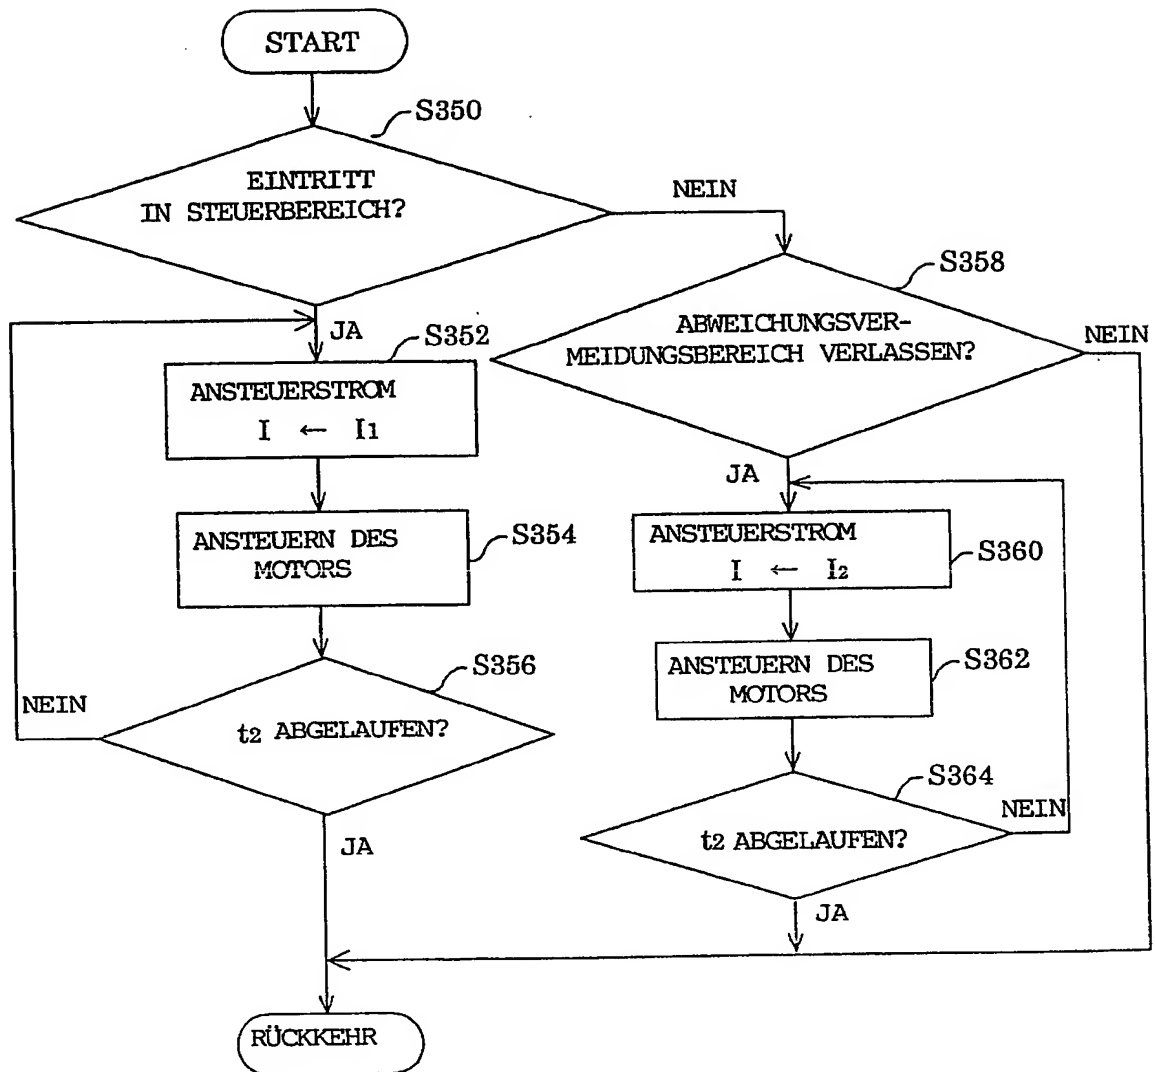 START
S350
EINTRITT
IN STEUERBEREICH?
NEIN
JA
S352
ANSTEUERSTROM
I ← I1
ANSTEUERN DES
MOTORS
S354
S356
t2 ABGELAUFEN?
NEIN
JA
S358
ABWEICHUNGSVER-
MEIDUNGSBEREICH VERLASSEN?
NEIN
JA
ANSTEUERSTROM
I ← I2
S360
ANSTEUERN DES
MOTORS
S362
S364
t2 ABGELAUFEN?
NEIN
JA
RÜCKKEHR